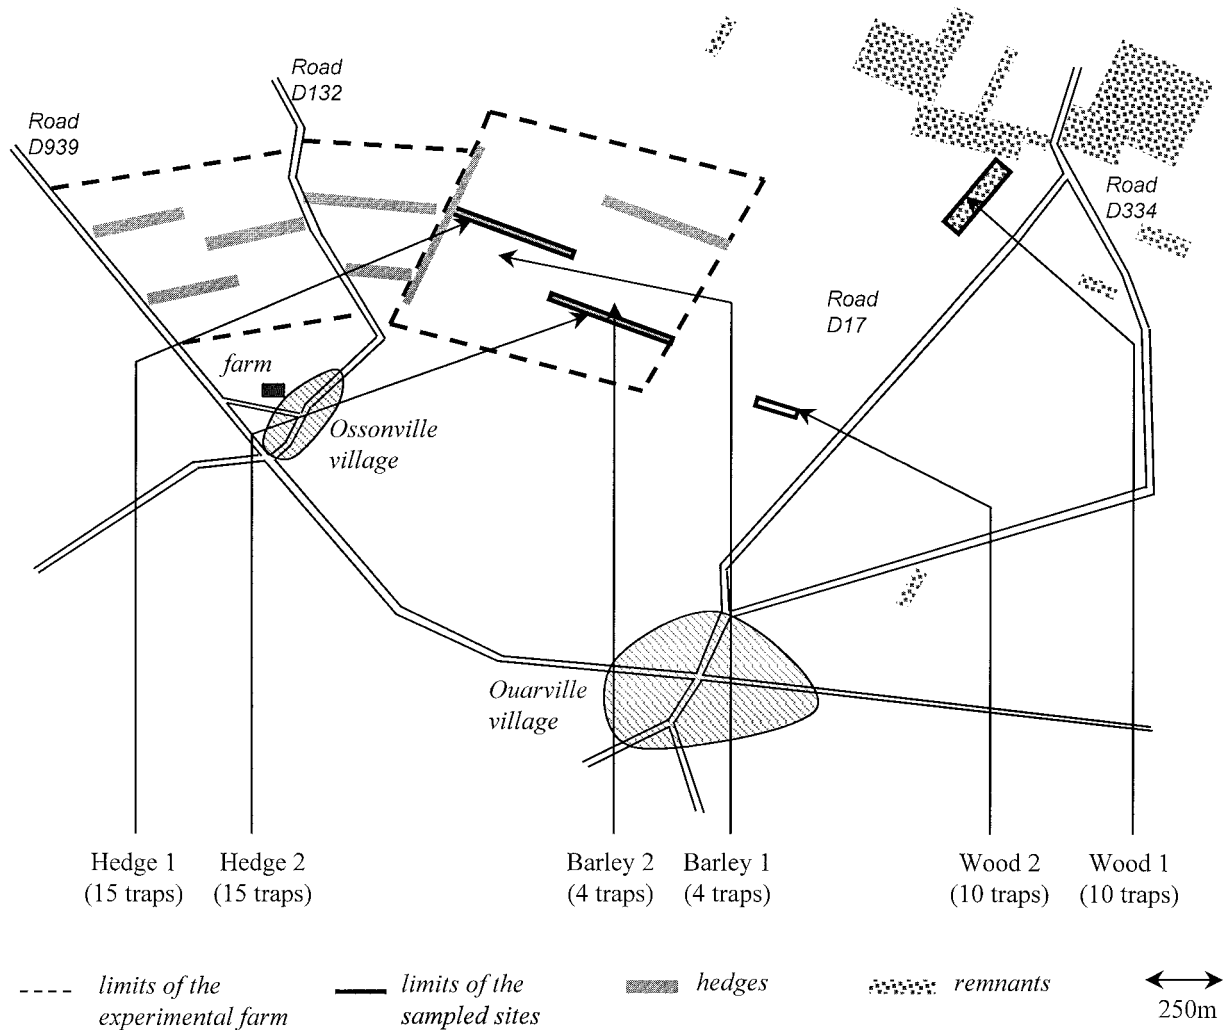 Road
D132
Road
D939
Road
D334
Road
D17
farm
Ossonville
village
Ouarville
village
Hedge 1
(15 traps)
Hedge 2
(15 traps)
Barley 2
(4 traps)
Barley 1
(4 traps)
Wood 2
(10 traps)
Wood 1
(10 traps)
limits of the
experimental farm
limits of the
sampled sites
hedges
remnants
250m